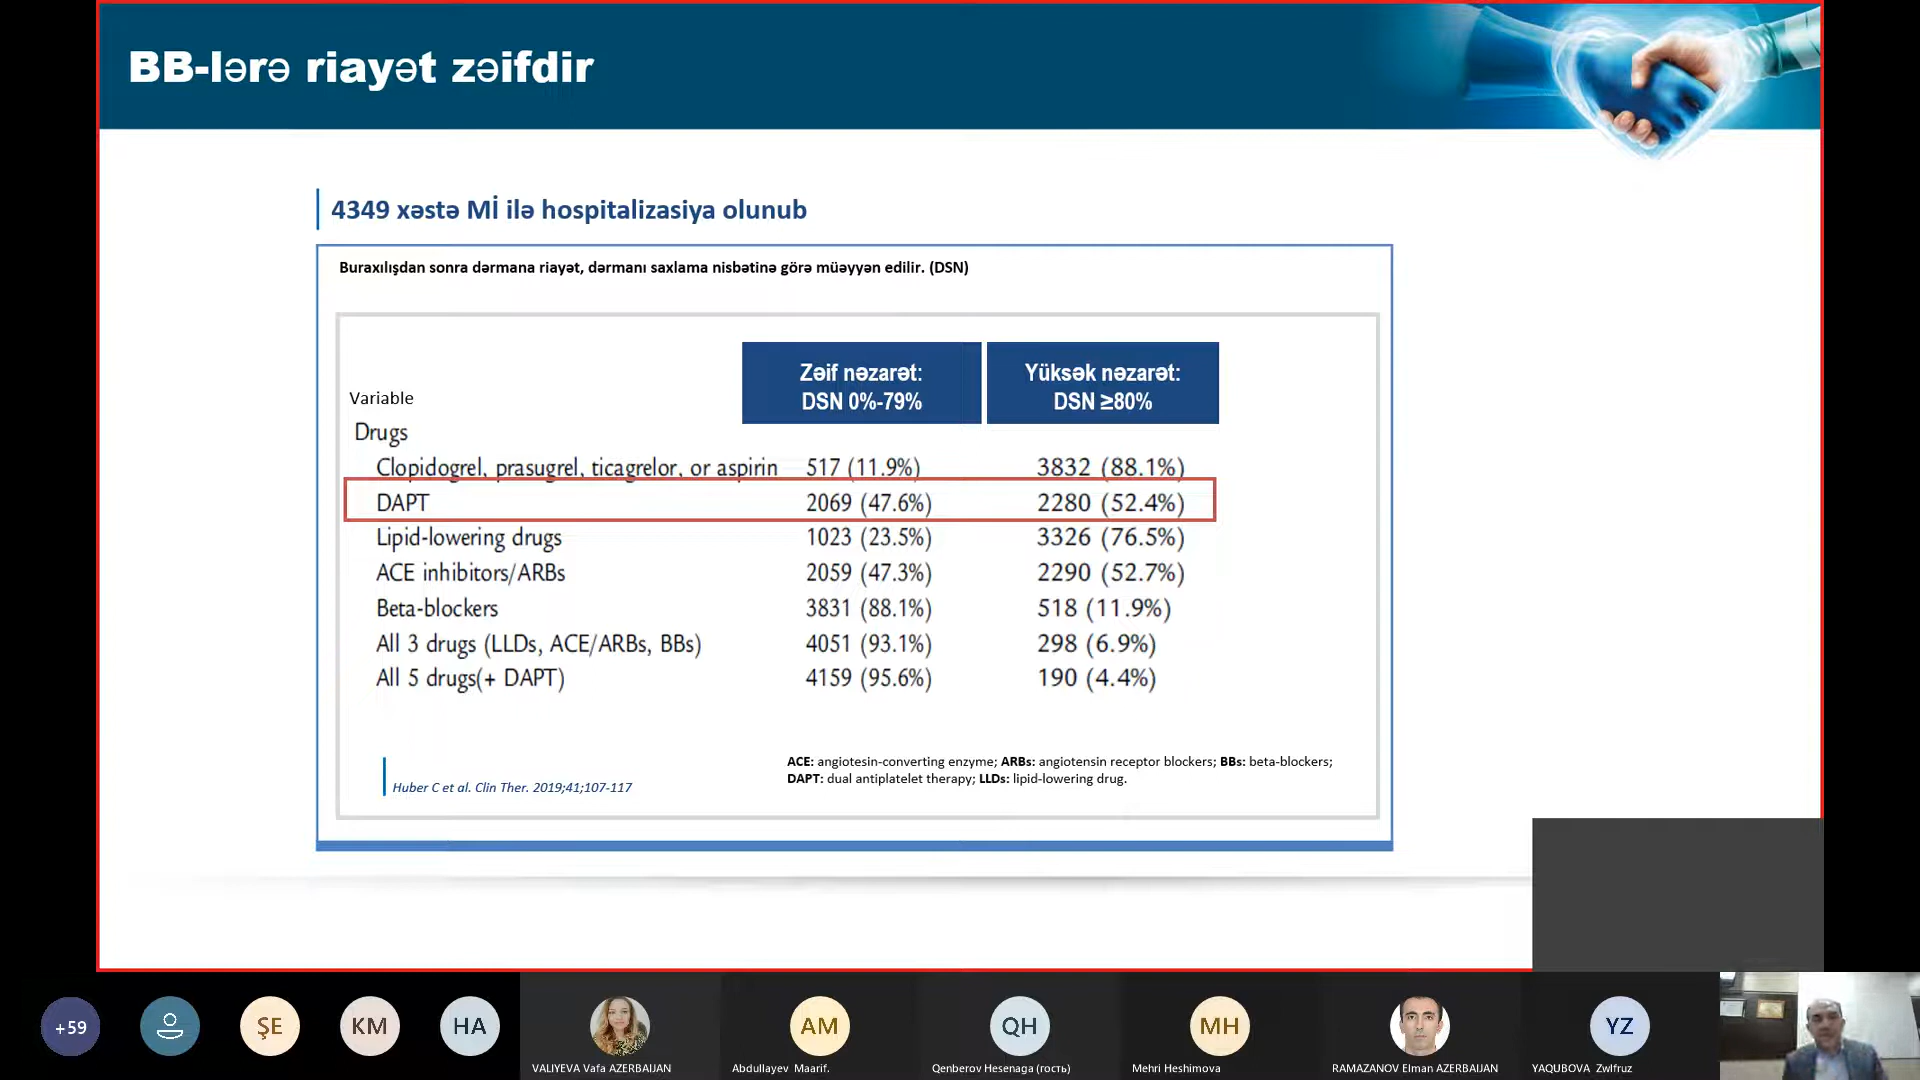 BB-lərə riayət zəifdir
4349 xəstə Mİ ilə hospitalizasiya olunub
Buraxılışdan sonra dərmana riayət, dərmanı saxlama nisbətinə görə müəyyən edilir. (DSN)
Variable
Zəif nəzarət:
DSN 0%-79%
Yüksək nəzarət:
DSN ≥80%
Drugs
Clopidogrel, prasugrel, ticagrelor, or aspirin 517 (11.9%) 3832 (88.1%)
DAPT 2069 (47.6%) 2280 (52.4%)
Lipid-lowering drugs 1023 (23.5%) 3326 (76.5%)
ACE inhibitors/ARBs 2059 (47.3%) 2290 (52.7%)
Beta-blockers 3831 (88.1%) 518 (11.9%)
All 3 drugs (LLDs, ACE/ARBs, BBs) 4051 (93.1%) 298 (6.9%)
All 5 drugs(+ DAPT) 4159 (95.6%) 190 (4.4%)
ACE: angiotesin-converting enzyme; ARBs: angiotensin receptor blockers; BBs: beta-blockers;
DAPT: dual antiplatelet therapy; LLDs: lipid-lowering drug.
Huber C et al. Clin Ther. 2019;41;107-117
+59
ŞE
KM
HA
VALIYEVA Vafa AZERBAIJAN
AM
Abdullayev Maarif.
QH
Qenberov Hesenaga (гость)
MH
Mehri Heshimova
RAMAZANOV Elman AZERBAIJAN
YZ
YAQUBOVA Zwlfruz